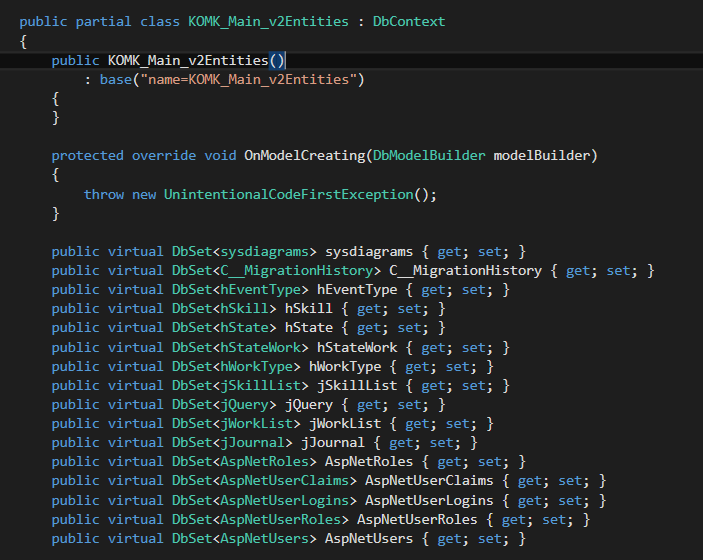 public partial class KOMK_Main_v2Entities : DbContext
{
public KOMK_Main_v2Entities()
: base("name=KOMK_Main_v2Entities")
{
}
protected override void OnModelCreating(DbModelBuilder modelBuilder)
{
throw new UnintentionalCodeFirstException();
}
public virtual DbSet<sysdiagrams> sysdiagrams { get; set; }
public virtual DbSet<C__MigrationHistory> C__MigrationHistory { get; set; }
public virtual DbSet<hEventType> hEventType { get; set; }
public virtual DbSet<hSkill> hSkill { get; set; }
public virtual DbSet<hState> hState { get; set; }
public virtual DbSet<hStateWork> hStateWork { get; set; }
public virtual DbSet<hWorkType> hWorkType { get; set; }
public virtual DbSet<jSkillList> jSkillList { get; set; }
public virtual DbSet<jQuery> jQuery { get; set; }
public virtual DbSet<jWorkList> jWorkList { get; set; }
public virtual DbSet<jJournal> jJournal { get; set; }
public virtual DbSet<AspNetRoles> AspNetRoles { get; set; }
public virtual DbSet<AspNetUserClaims> AspNetUserClaims { get; set; }
public virtual DbSet<AspNetUserLogins> AspNetUserLogins { get; set; }
public virtual DbSet<AspNetUserRoles> AspNetUserRoles { get; set; }
public virtual DbSet<AspNetUsers> AspNetUsers { get; set; }